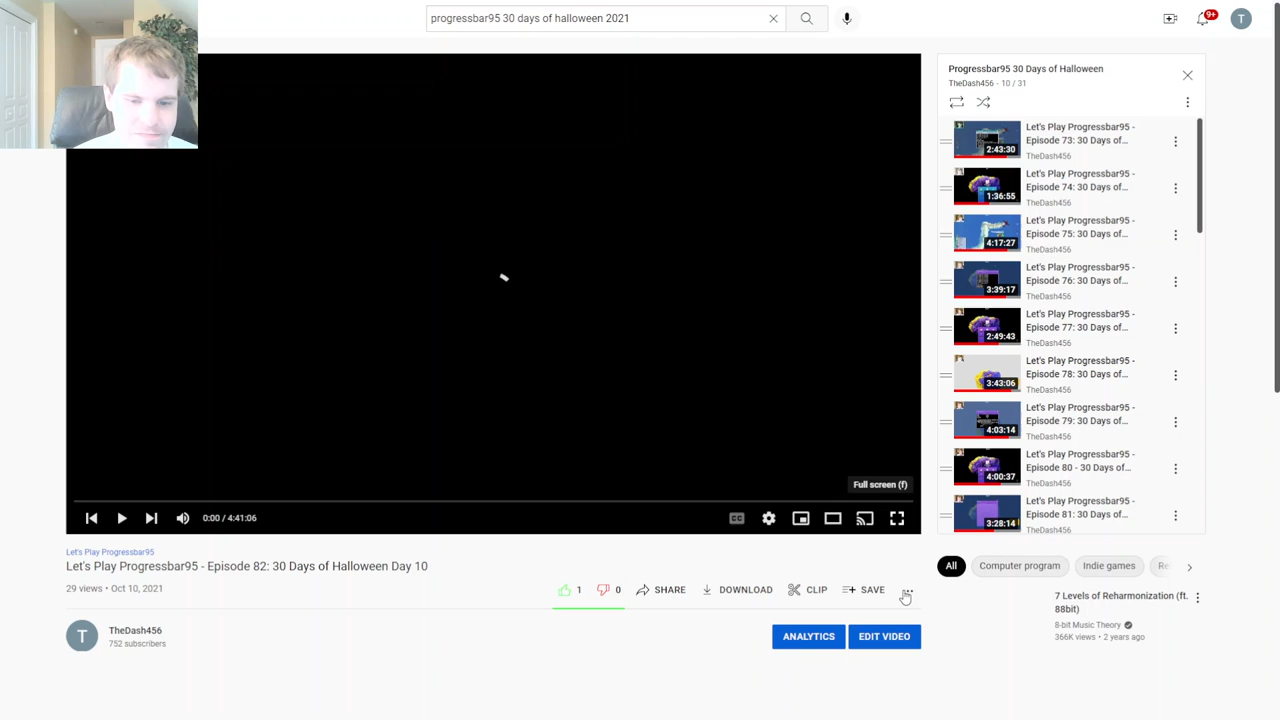 progressbar95 30 days of halloween 2021
9+
T
Progressbar95 30 Days of Halloween
TheDash456 - 10 / 31
2:43:30
Let's Play Progressbar95 -
Episode 73: 30 Days of...
TheDash456
1:36:55
Let's Play Progressbar95 -
Episode 74: 30 Days of...
TheDash456
4:17:27
Let's Play Progressbar95 -
Episode 75: 30 Days of...
TheDash456
3:39:17
Let's Play Progressbar95 -
Episode 76: 30 Days of...
TheDash456
2:49:43
Let's Play Progressbar95 -
Episode 77: 30 Days of...
TheDash456
3:43:06
Let's Play Progressbar95 -
Episode 78: 30 Days of...
TheDash456
4:03:14
Let's Play Progressbar95 -
Episode 79: 30 Days of...
TheDash456
4:00:37
Let's Play Progressbar95 -
Episode 80 - 30 Days of...
TheDash456
3:28:14
Let's Play Progressbar95 -
Episode 81: 30 Days of...
TheDash456
Full screen (f)
0:00 / 4:41:06
CC
Let's Play Progressbar95
Let's Play Progressbar95 - Episode 82: 30 Days of Halloween Day 10
29 views • Oct 10, 2021
1
0
SHARE
DOWNLOAD
CLIP
SAVE
T
TheDash456
752 subscribers
ANALYTICS
EDIT VIDEO
All
Computer program
Indie games
Re
7 Levels of Reharmonization (ft.
88bit)
8-bit Music Theory
366K views • 2 years ago